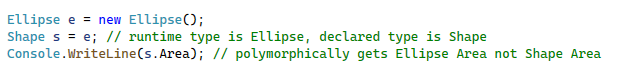 Ellipse e = new Ellipse();
Shape s = e; // runtime type is Ellipse, declared type is Shape
Console.WriteLine(s.Area); // polymorphically gets Ellipse Area not Shape Area